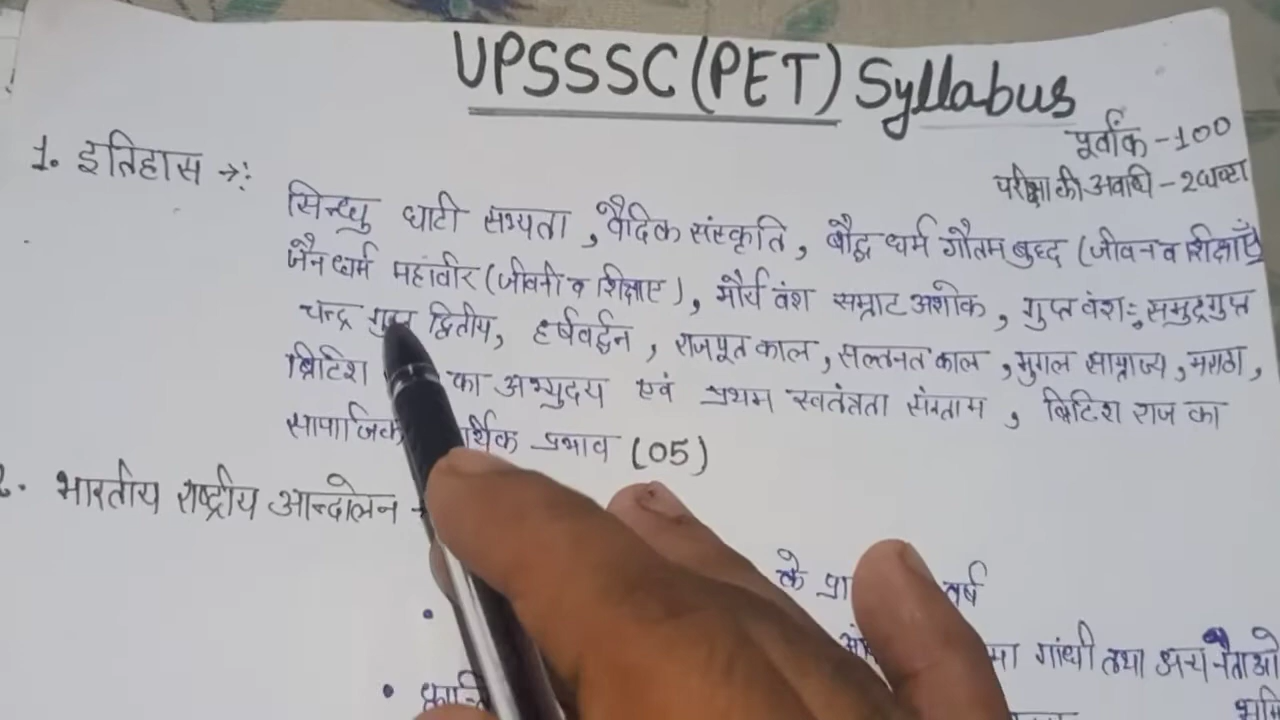 UPSSSC (PET) Syllabus
पूर्वांक - 100
परीक्षा की अवधि - 2 घण्टा
1. इतिहास →:
सिन्धु घाटी सभ्यता, वैदिक संस्कृति, बौद्ध धर्म गौतम बुद्ध (जीवन व शिक्षाएँ)
जैन धर्म महावीर (जीवनी व शिक्षाए), मौर्य वंश सम्राट अशोक, गुप्त वंश:, समुद्रगुप्त
चन्द्र गुप्त द्वितीय, हर्षवर्द्धन, राजपूत काल, सल्तनत काल, मुगल साम्राज्य, मराठा,
ब्रिटिश का अभ्युदय एवं प्रथम स्वतंत्रता संग्राम, ब्रिटिश राज का
सामाजिक र्थिक प्रभाव (05)
2. भारतीय राष्ट्रीय आन्दोलन -
के प्रा वर्ष
गांधी तथा अन्य नेताओ